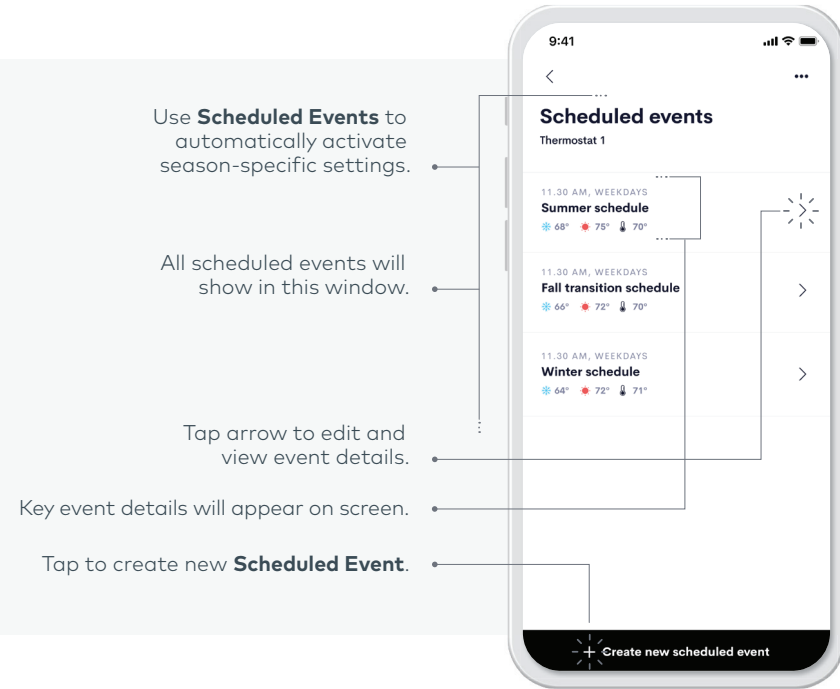 Use Scheduled Events to
automatically activate
season-specific settings.
All scheduled events will
show in this window.
Tap arrow to edit and
view event details.
Key event details will appear on screen.
Tap to create new Scheduled Event.
9:41
Scheduled events
Thermostat 1
11.30 AM, WEEKDAYS
Summer schedule
68° 75° 70°
11.30 AM, WEEKDAYS
Fall transition schedule
66° 72° 70°
11.30 AM, WEEKDAYS
Winter schedule
64° 72° 71°
Create new scheduled event